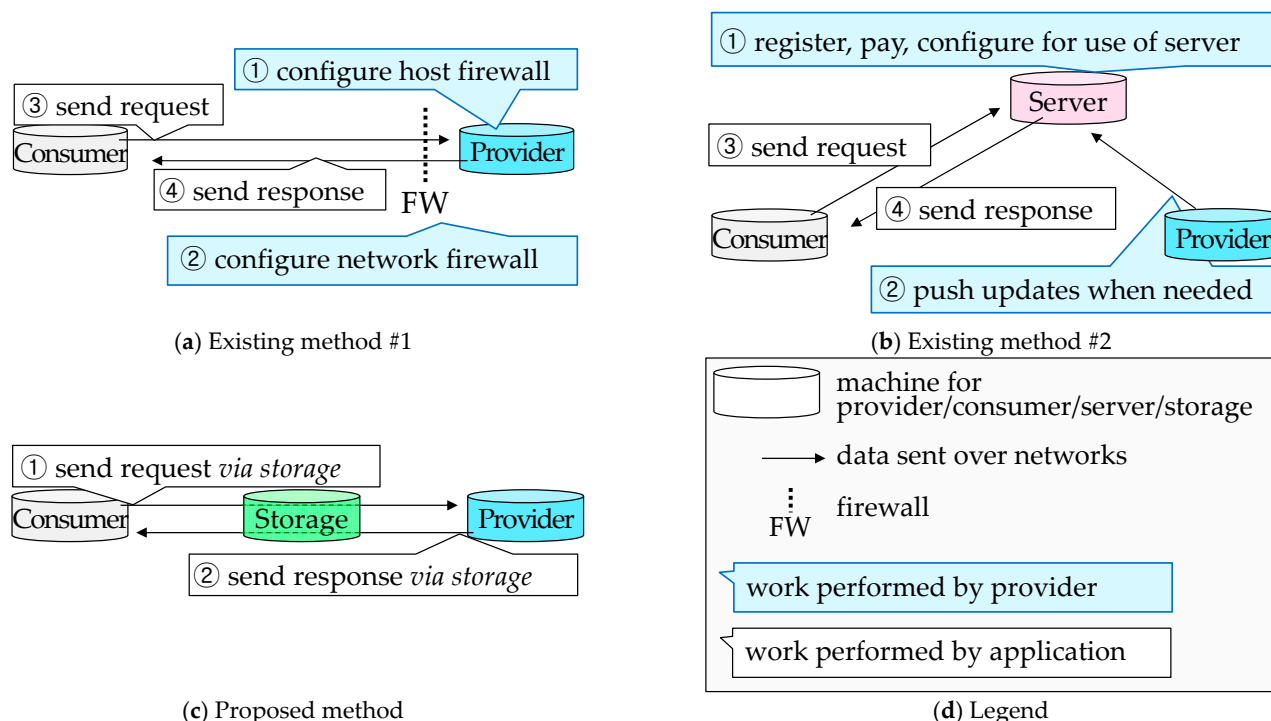 ① configure host firewall
③ send request
Consumer
Provider
④ send response
FW
② configure network firewall
(a) Existing method #1
① register, pay, configure for use of server
Server
③ send request
④ send response
Consumer
Provider
② push updates when needed
(b) Existing method #2
① send request via storage
Consumer
Storage
Provider
② send response via storage
(c) Proposed method
machine for
provider/consumer/server/storage
data sent over networks
firewall
FW
work performed by provider
work performed by application
(d) Legend